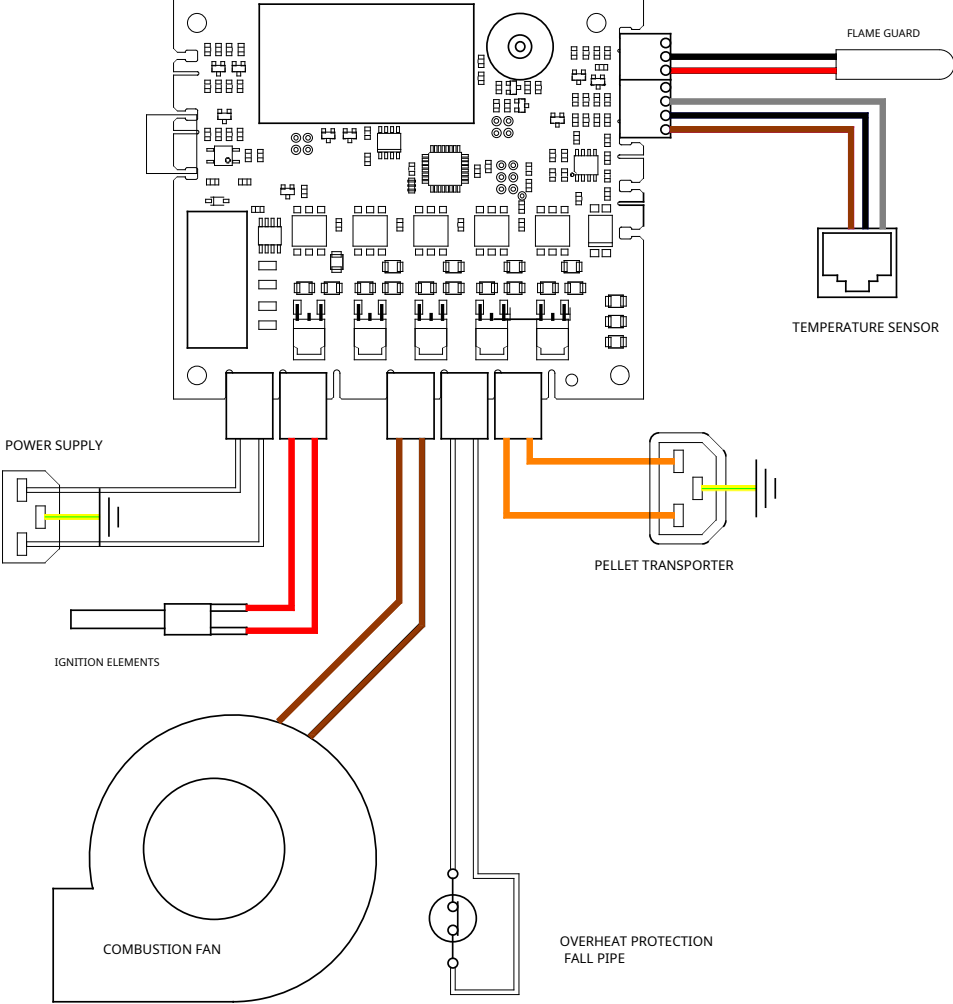 FLAME GUARD
TEMPERATURE SENSOR
POWER SUPPLY
PELLET TRANSPORTER
IGNITION ELEMENTS
COMBUSTION FAN
OVERHEAT PROTECTION
FALL PIPE